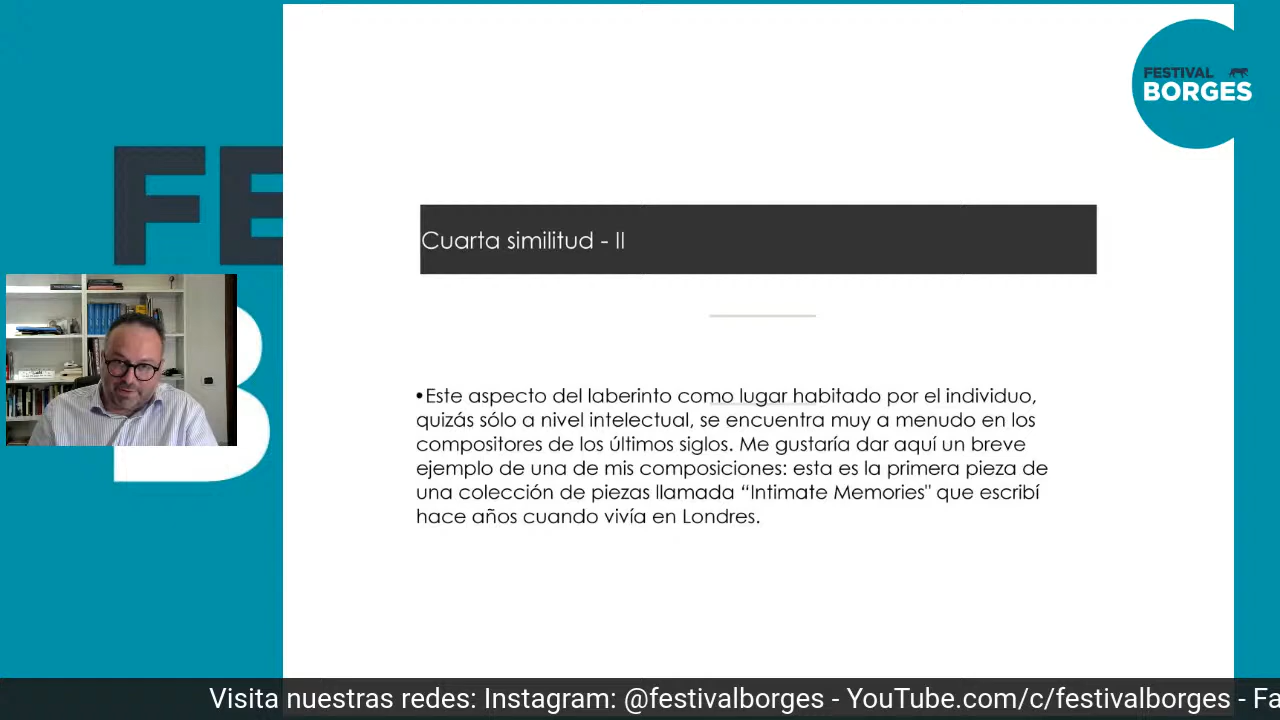 FESTIVAL
BORGES
FE
B
Cuarta similitud - II
•Este aspecto del laberinto como lugar habitado por el individuo,
quizás sólo a nivel intelectual, se encuentra muy a menudo en los
compositores de los últimos siglos. Me gustaría dar aquí un breve
ejemplo de una de mis composiciones: esta es la primera pieza de
una colección de piezas llamada “Intimate Memories" que escribí
hace años cuando vivía en Londres.
Visita nuestras redes: Instagram: @festivalborges - YouTube.com/c/festivalborges - Fa